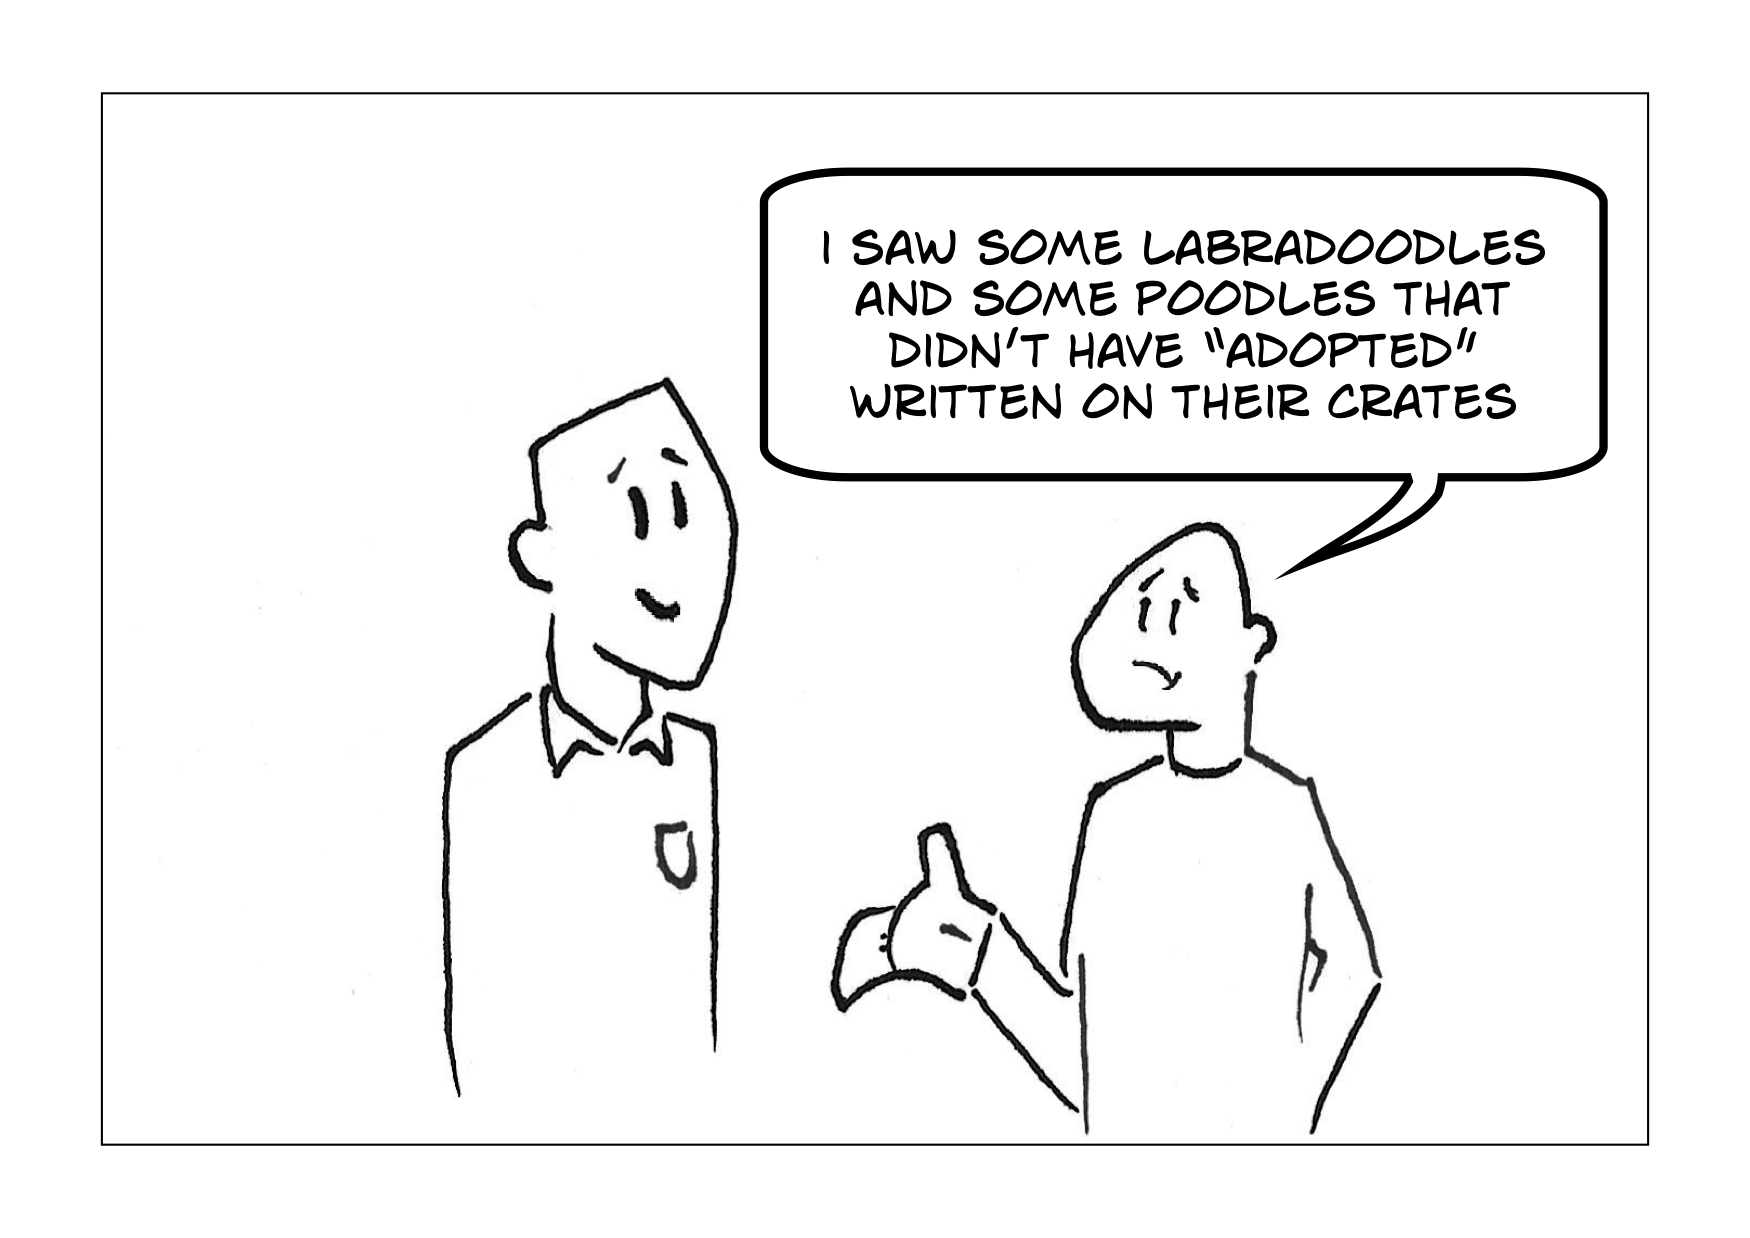 I SAW SOME LABRADOODLES
AND SOME POODLES THAT
DIDN'T HAVE "ADOPTED"
WRITTEN ON THEIR CRATES